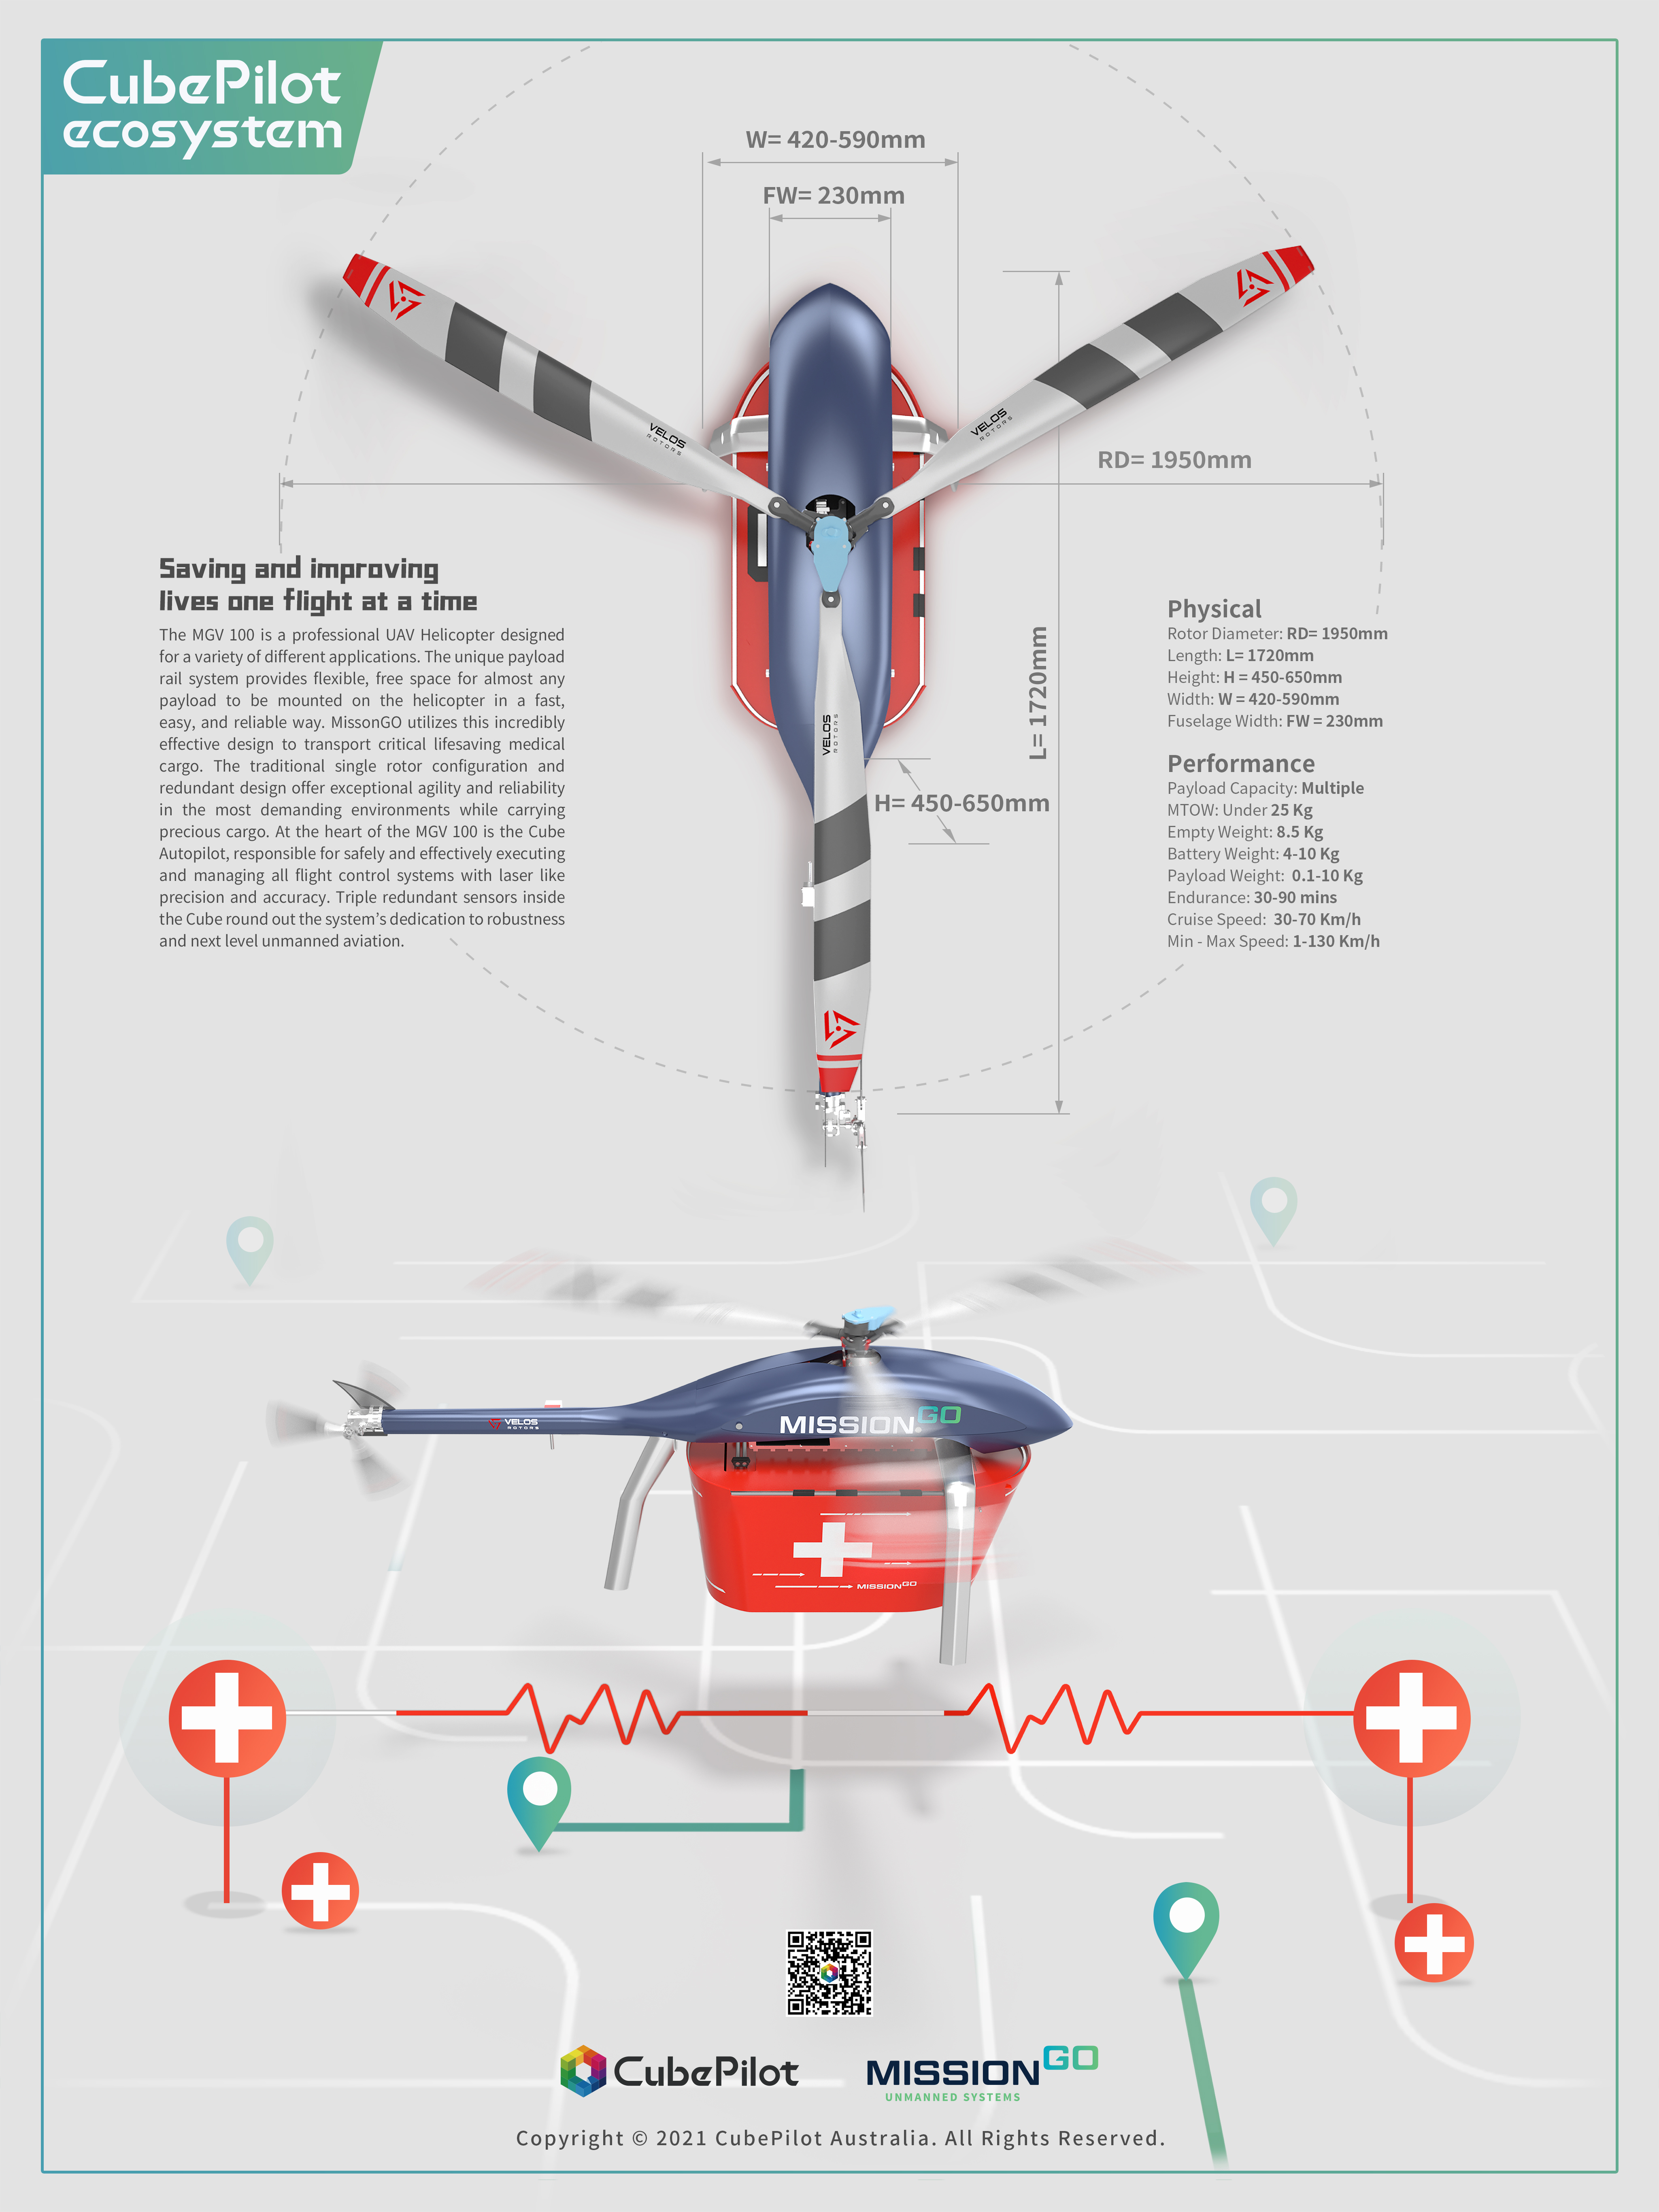 CubePilot
ecosystem
W= 420-590mm
FW= 230mm
VELOS
ROTORS
VELOS
ROTORS
RD= 1950mm
Saving and improving
lives one flight at a time
The MGV 100 is a professional UAV Helicopter designed
for a variety of different applications. The unique payload
rail system provides flexible, free space for almost any
payload to be mounted on the helicopter in a fast,
easy, and reliable way. MissonGO utilizes this incredibly
effective design to transport critical lifesaving medical
cargo. The traditional single rotor configuration and
redundant design offer exceptional agility and reliability
in the most demanding environments while carrying
precious cargo. At the heart of the MGV 100 is the Cube
Autopilot, responsible for safely and effectively executing
and managing all flight control systems with laser like
precision and accuracy. Triple redundant sensors inside
the Cube round out the system's dedication to robustness
and next level unmanned aviation.
VELOS
ROTORS
L= 1720mm
H= 450-650mm
Physical
Rotor Diameter: RD= 1950mm
Length: L= 1720mm
Height: H = 450-650mm
Width: W = 420-590mm
Fuselage Width: FW = 230mm
Performance
Payload Capacity: Multiple
MTOW: Under 25 Kg
Empty Weight: 8.5 Kg
Battery Weight: 4-10 Kg
Payload Weight: 0.1-10 Kg
Endurance: 30-90 mins
Cruise Speed: 30-70 Km/h
Min - Max Speed: 1-130 Km/h
VELOS
ROTORS
MISSION GO
MISSION GO
CubePilot
MISSION GO
UNMANNED SYSTEMS
Copyright © 2021 CubePilot Australia. All Rights Reserved.